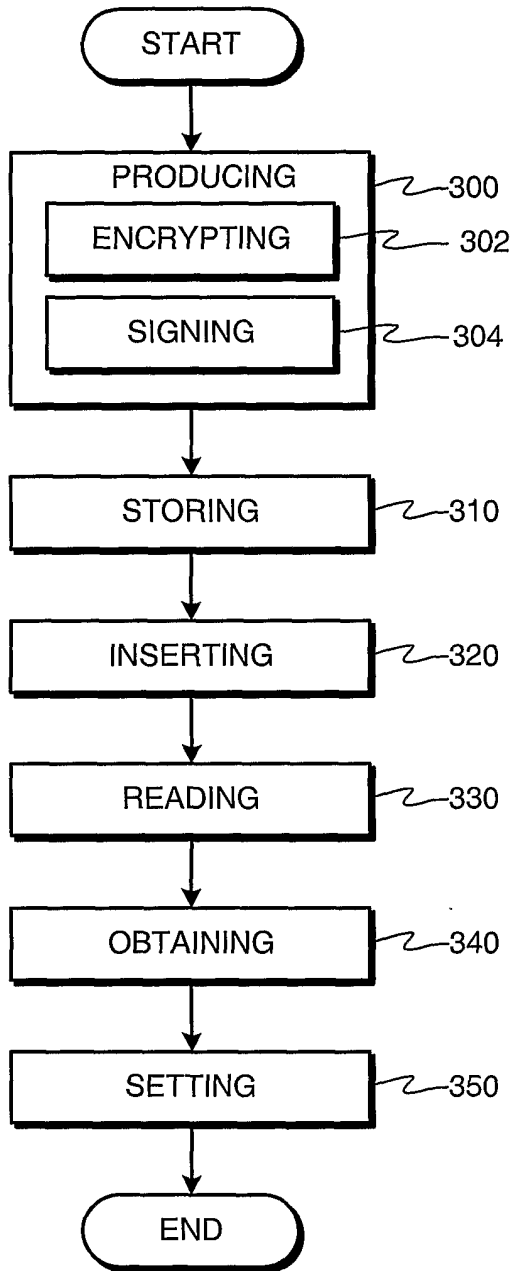 START
PRODUCING
300
ENCRYPTING
302
SIGNING
304
STORING
310
INSERTING
320
READING
330
OBTAINING
340
SETTING
350
END